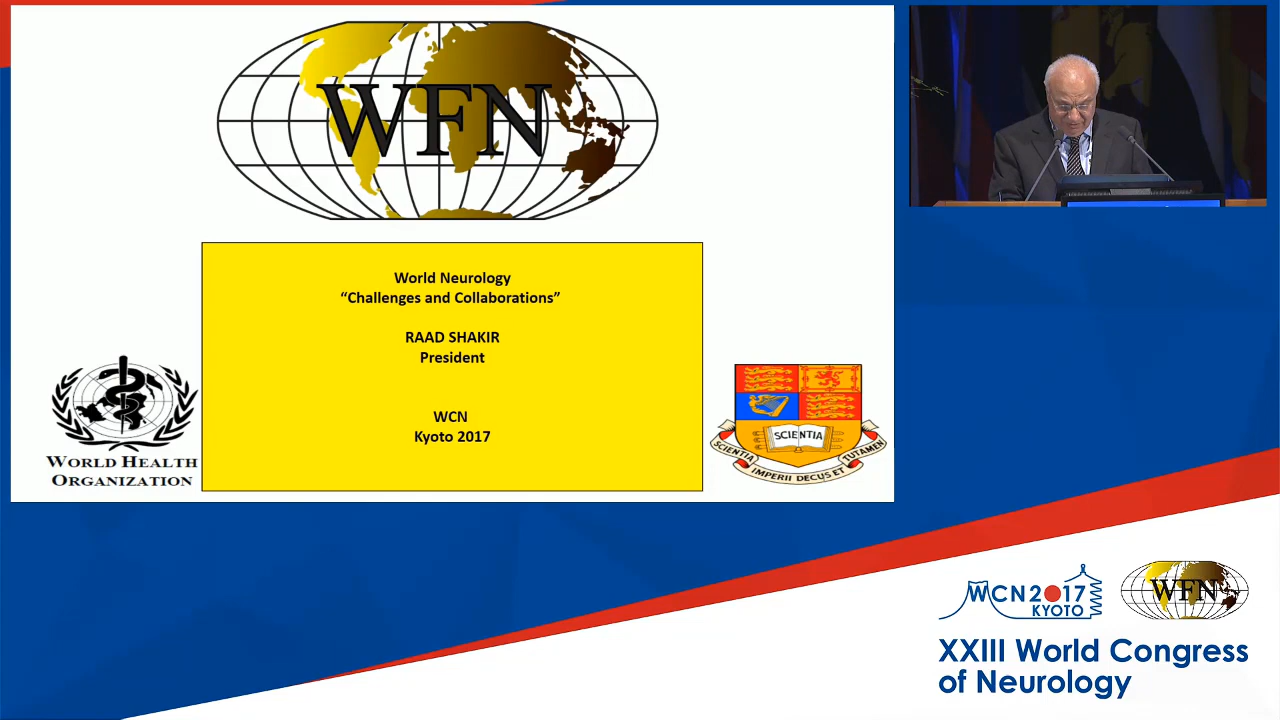 WFN
World Neurology
“Challenges and Collaborations”
RAAD SHAKIR
President
WCN
Kyoto 2017
WORLD HEALTH
ORGANIZATION
SCIENTIA
SCIENTIA IMPERII DECUS ET TUTAMEN
WCN2017
KYOTO
WFN
XXIII World Congress
of Neurology